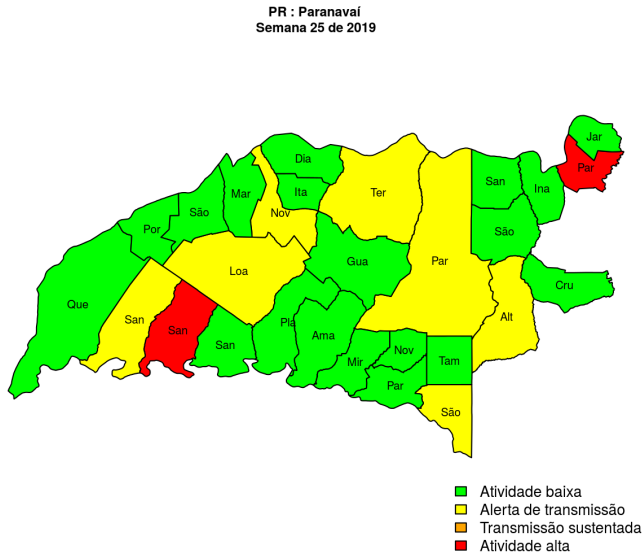 PR : Paranavaí
Semana 25 de 2019
Jar
Par
Dia
San
Ina
Ita
Ter
Mar
São
Nov
Por
São
Par
Gua
Loa
Cru
Que
San
San
Pla
Alt
Ama
San
Nov
Mir
Tam
Par
São
Atividade baixa
Alerta de transmissão
Transmissão sustentada
Atividade alta